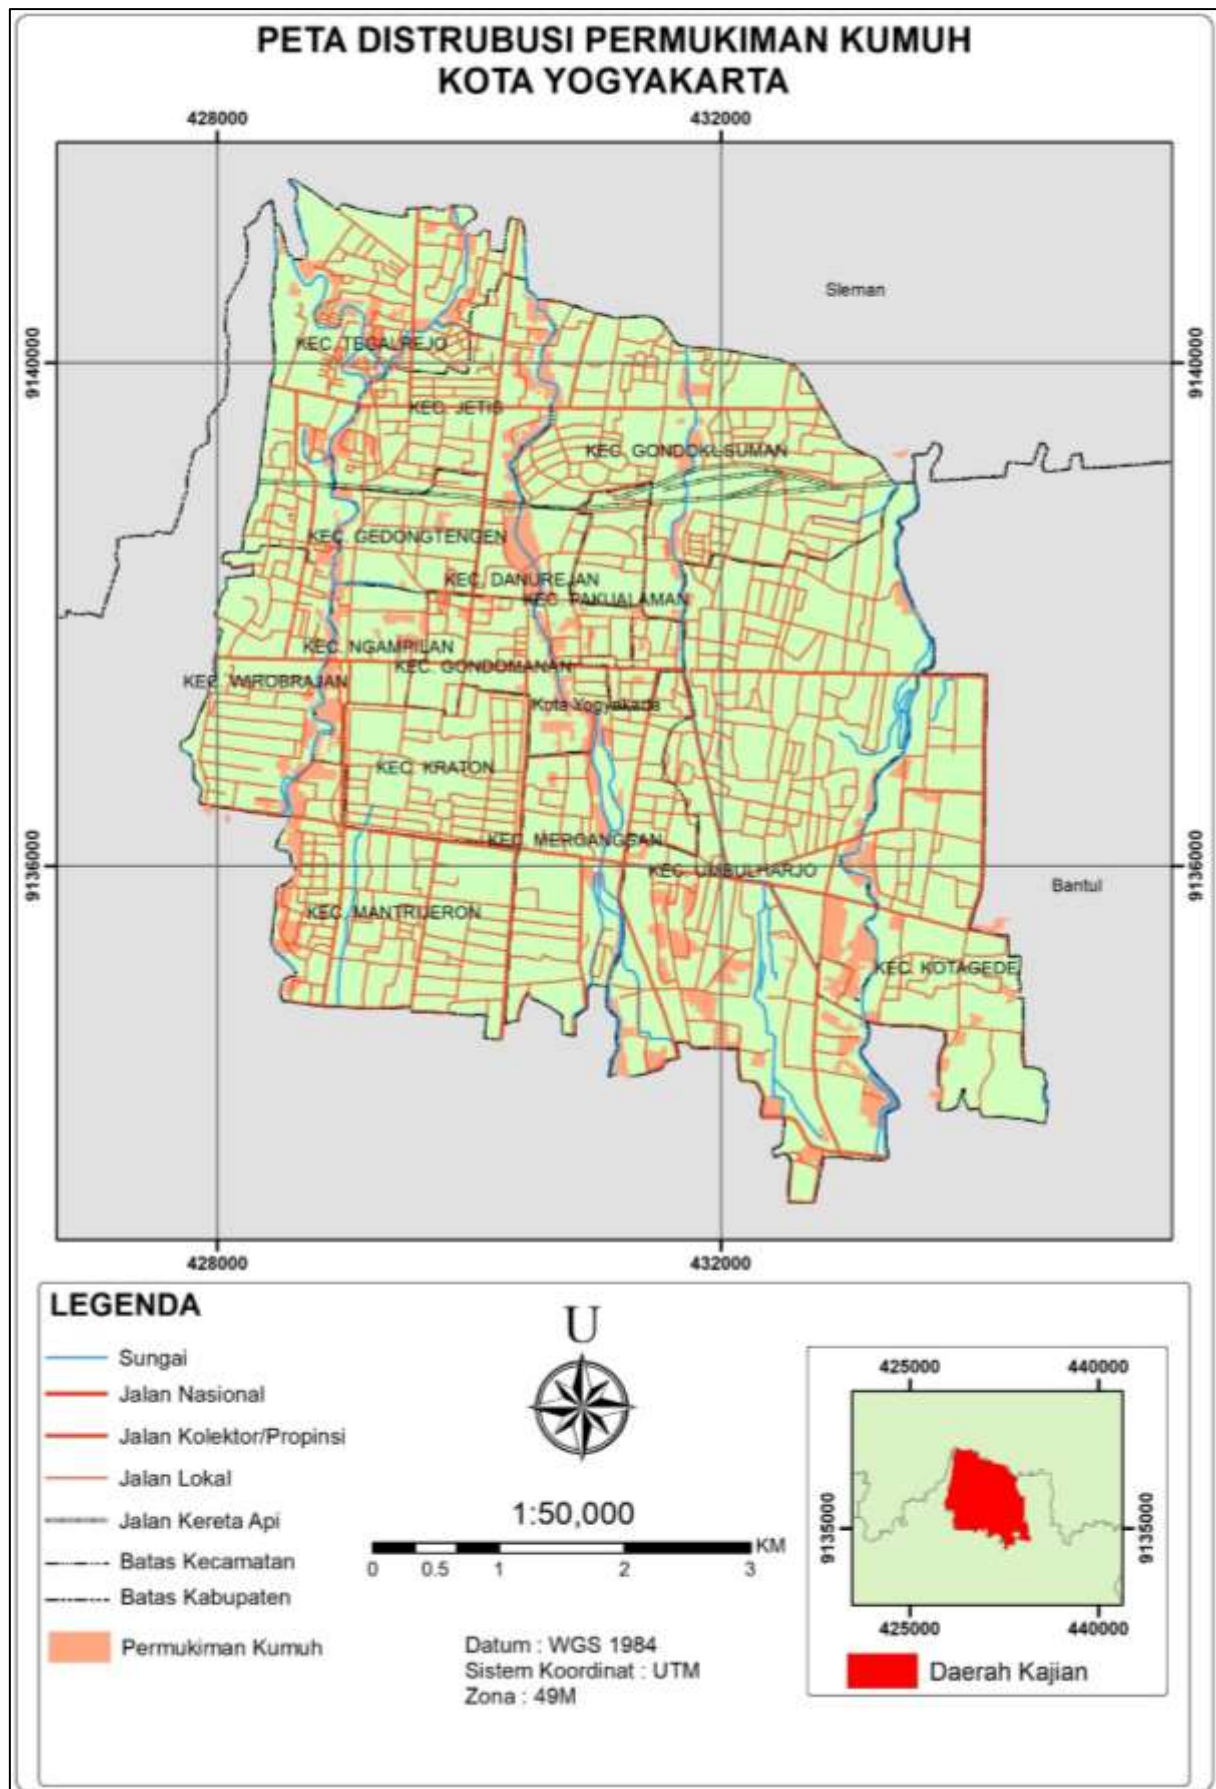 PETA DISTRUBUSI PERMUKIMAN KUMUH
KOTA YOGYAKARTA
428000
432000
Sleman
9140000
9140000
KEC. TEGALREJO
KEC. JETIS
KEC. GONDOKUSUMAN
KEC. GEDONGTENGEN
KEC. DANUREJAN
KEC. PAKUALAMAN
KEC. NGAMPILAN
KEC. GONDOMANAN
KEC. WIROBRAJAN
Kota Yogyakarta
KEC. KRATON
KEC. MERGANGSAN
9136000
9136000
KEC. UMBULHARJO
Bantul
KEC. MANTRIJERON
KEC. KOTAGEDE
428000
432000
LEGENDA
Sungai
Jalan Nasional
Jalan Kolektor/Propinsi
Jalan Lokal
Jalan Kereta Api
Batas Kecamatan
Batas Kabupaten
Permukiman Kumuh
U
1:50,000
KM
0 0.5 1 2 3
Datum : WGS 1984
Sistem Koordinat : UTM
Zona : 49M
425000
440000
9135000
9135000
425000
440000
Daerah Kajian